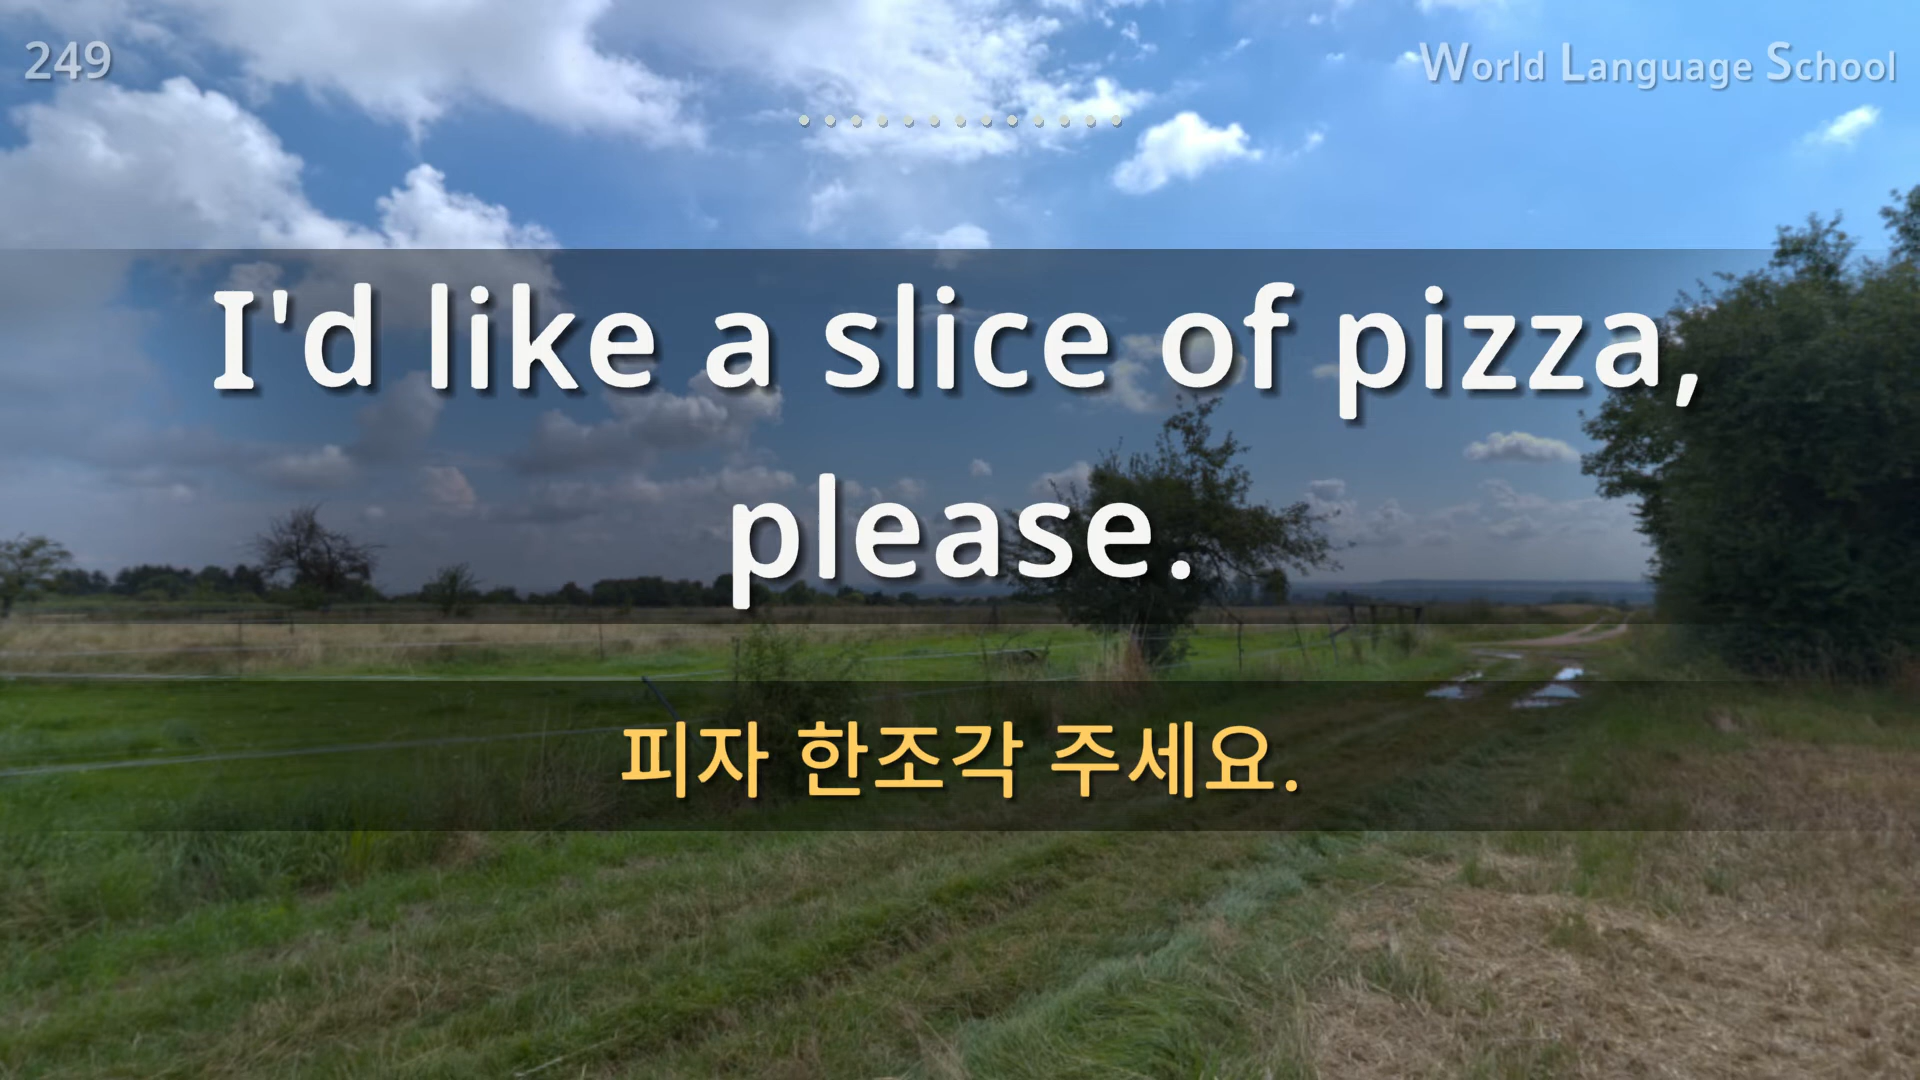 249
World Language School
I'd like a slice of pizza,
please.
피자 한조각 주세요.